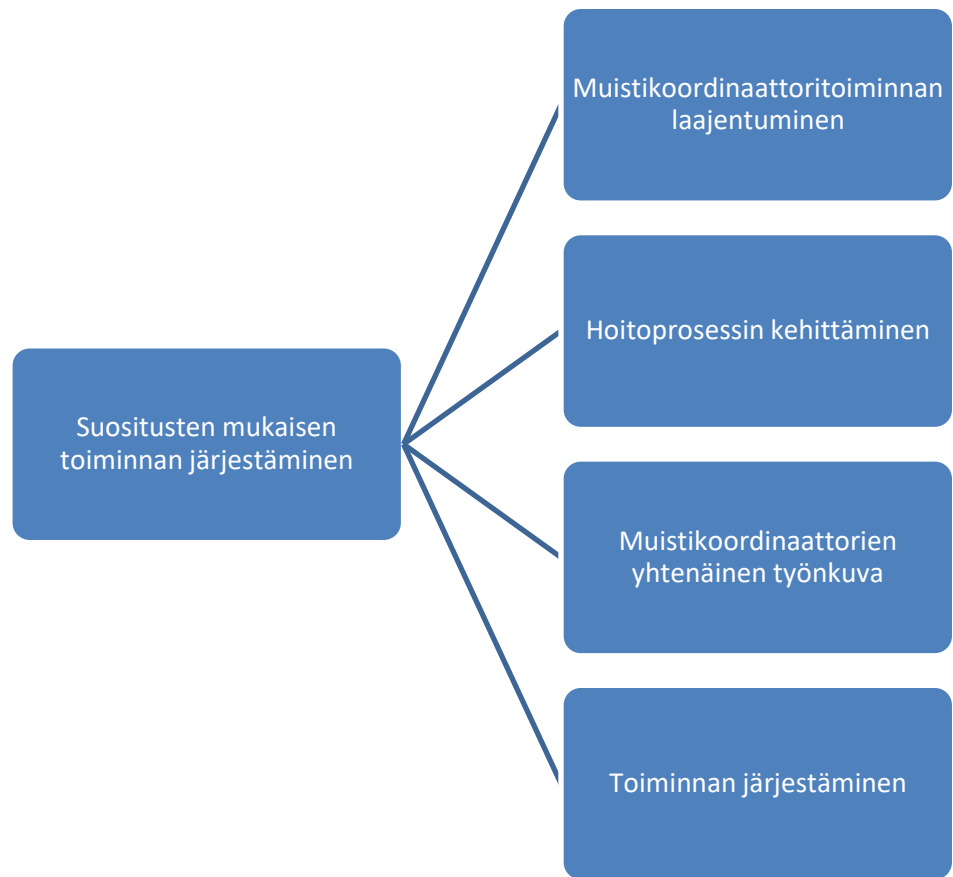 Suositusten mukaisen
toiminnan järjestäminen
Muistikoordinaattoritoiminnan
laajentuminen
Hoitoprosessin kehittäminen
Muistikoordinaattorien
yhtenäinen työnkuva
Toiminnan järjestäminen